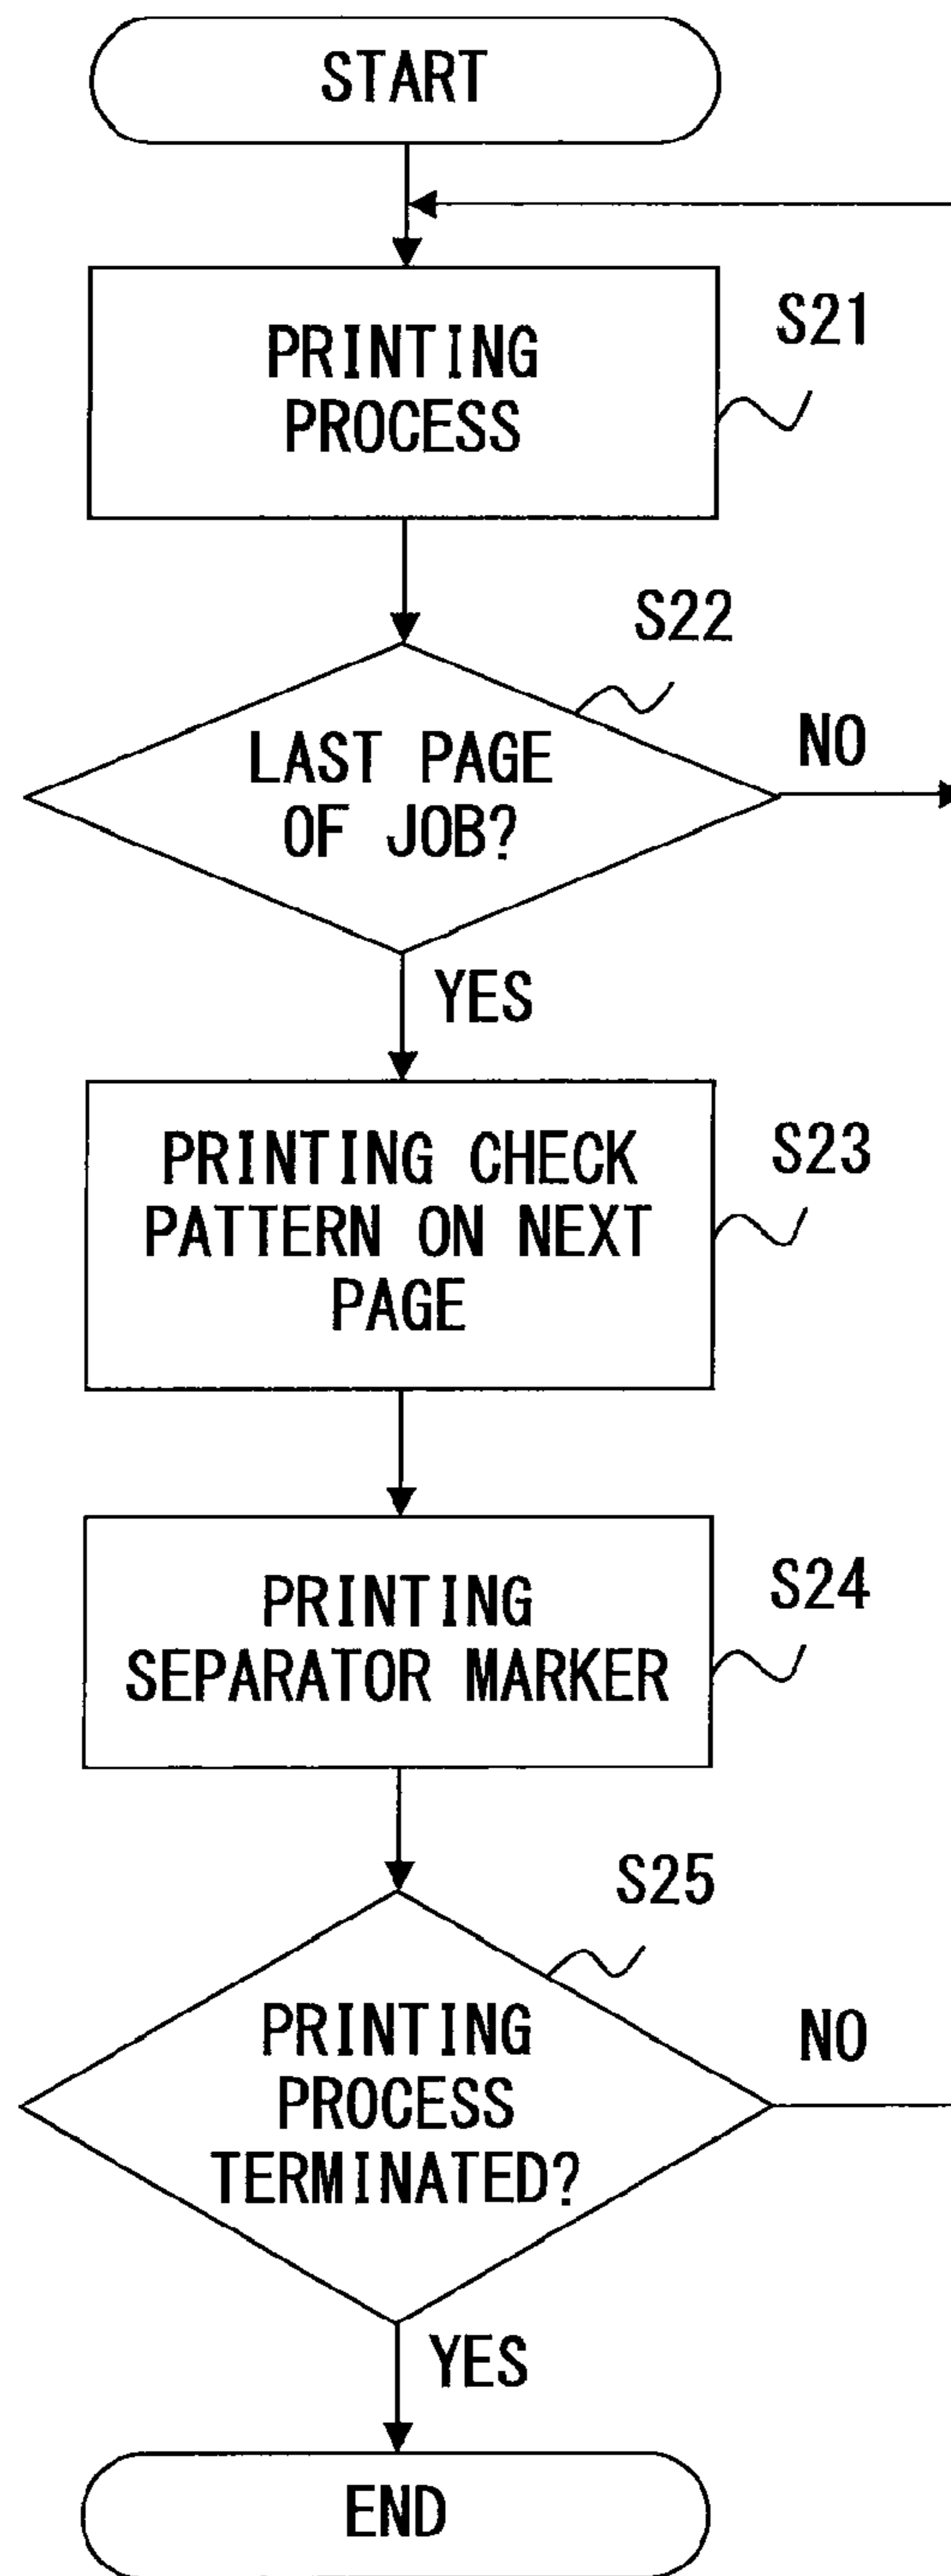 START
PRINTING
PROCESS
S21
S22
LAST PAGE
OF JOB?
NO
YES
PRINTING CHECK
PATTERN ON NEXT
PAGE
S23
PRINTING
SEPARATOR MARKER
S24
S25
PRINTING
PROCESS
TERMINATED?
NO
YES
END